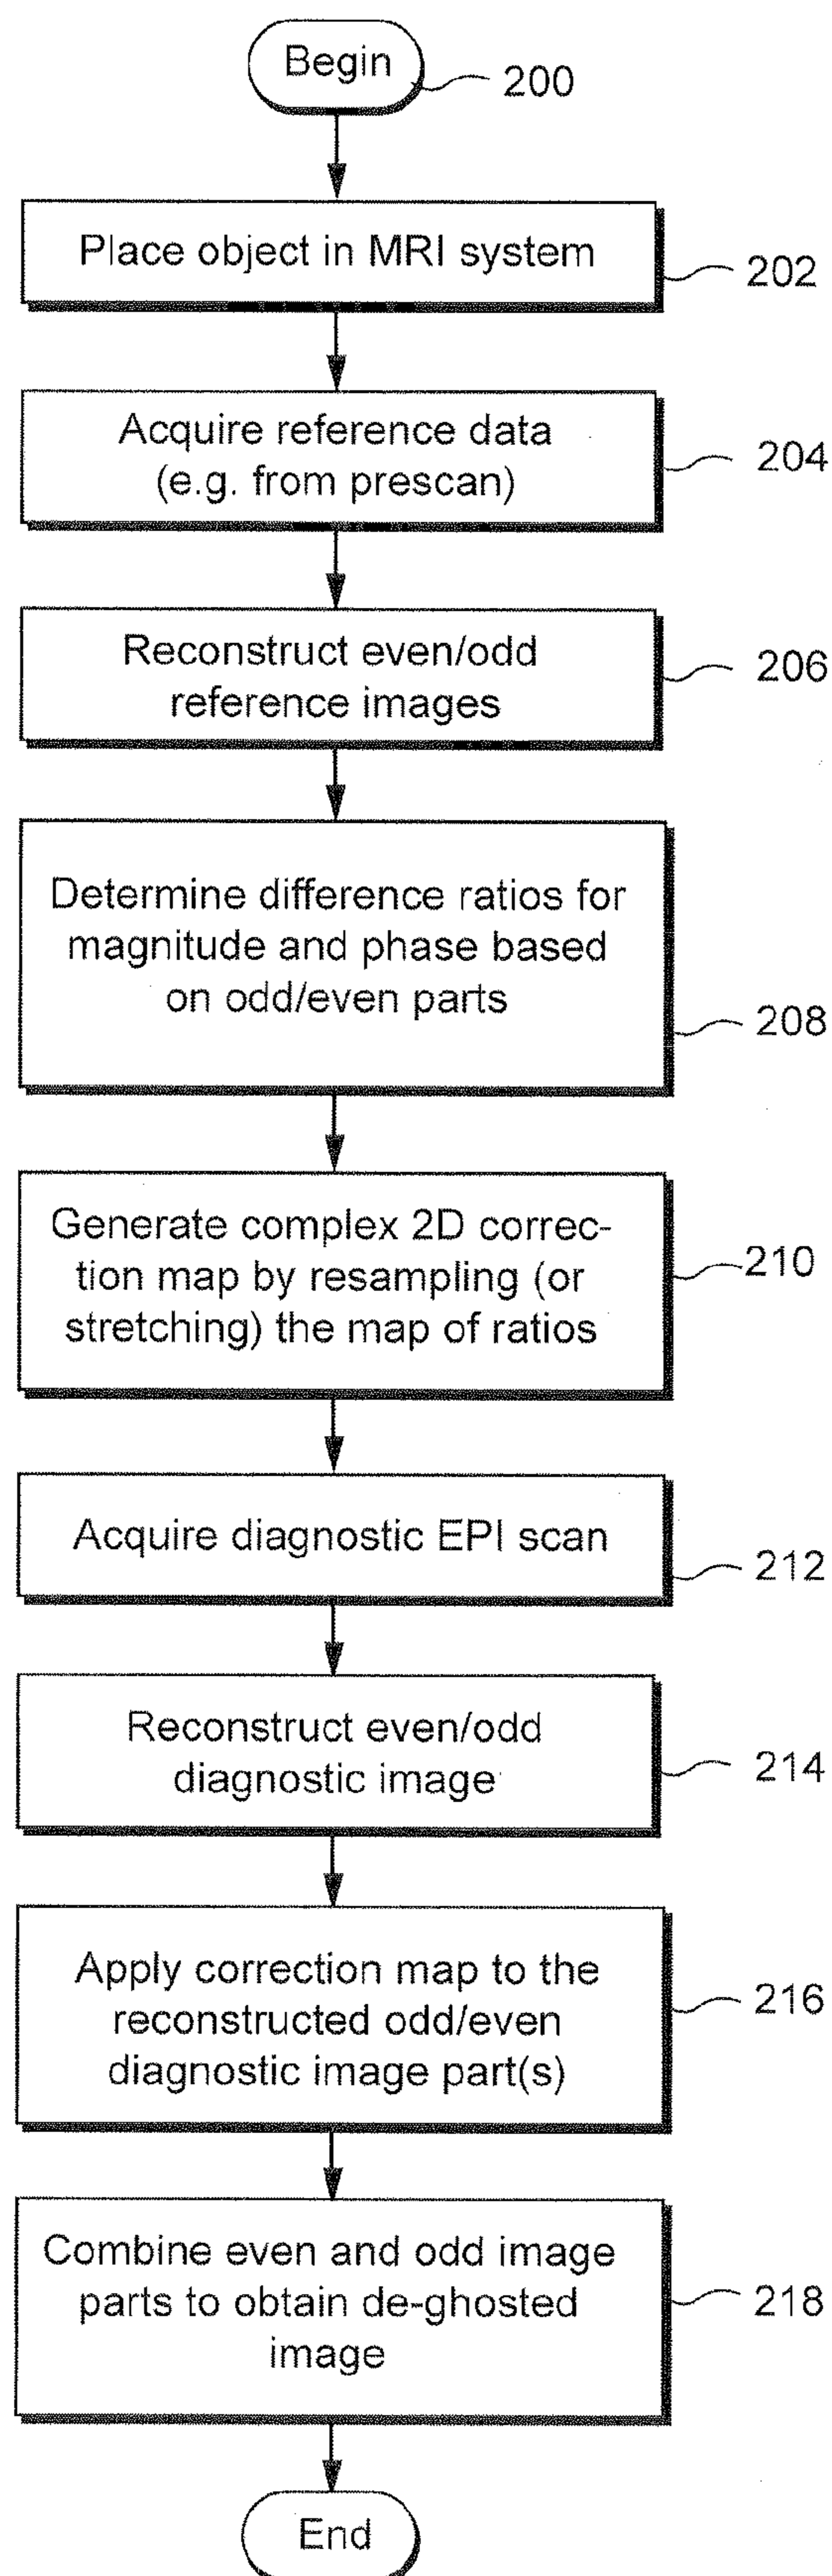 Begin
200
Place object in MRI system
202
Acquire reference data
(e.g. from prescan)
204
Reconstruct even/odd
reference images
206
Determine difference ratios for
magnitude and phase based
on odd/even parts
208
Generate complex 2D correc-
tion map by resampling (or
stretching) the map of ratios
210
Acquire diagnostic EPI scan
212
Reconstruct even/odd
diagnostic image
214
Apply correction map to the
reconstructed odd/even
diagnostic image part(s)
216
Combine even and odd image
parts to obtain de-ghosted
image
218
End